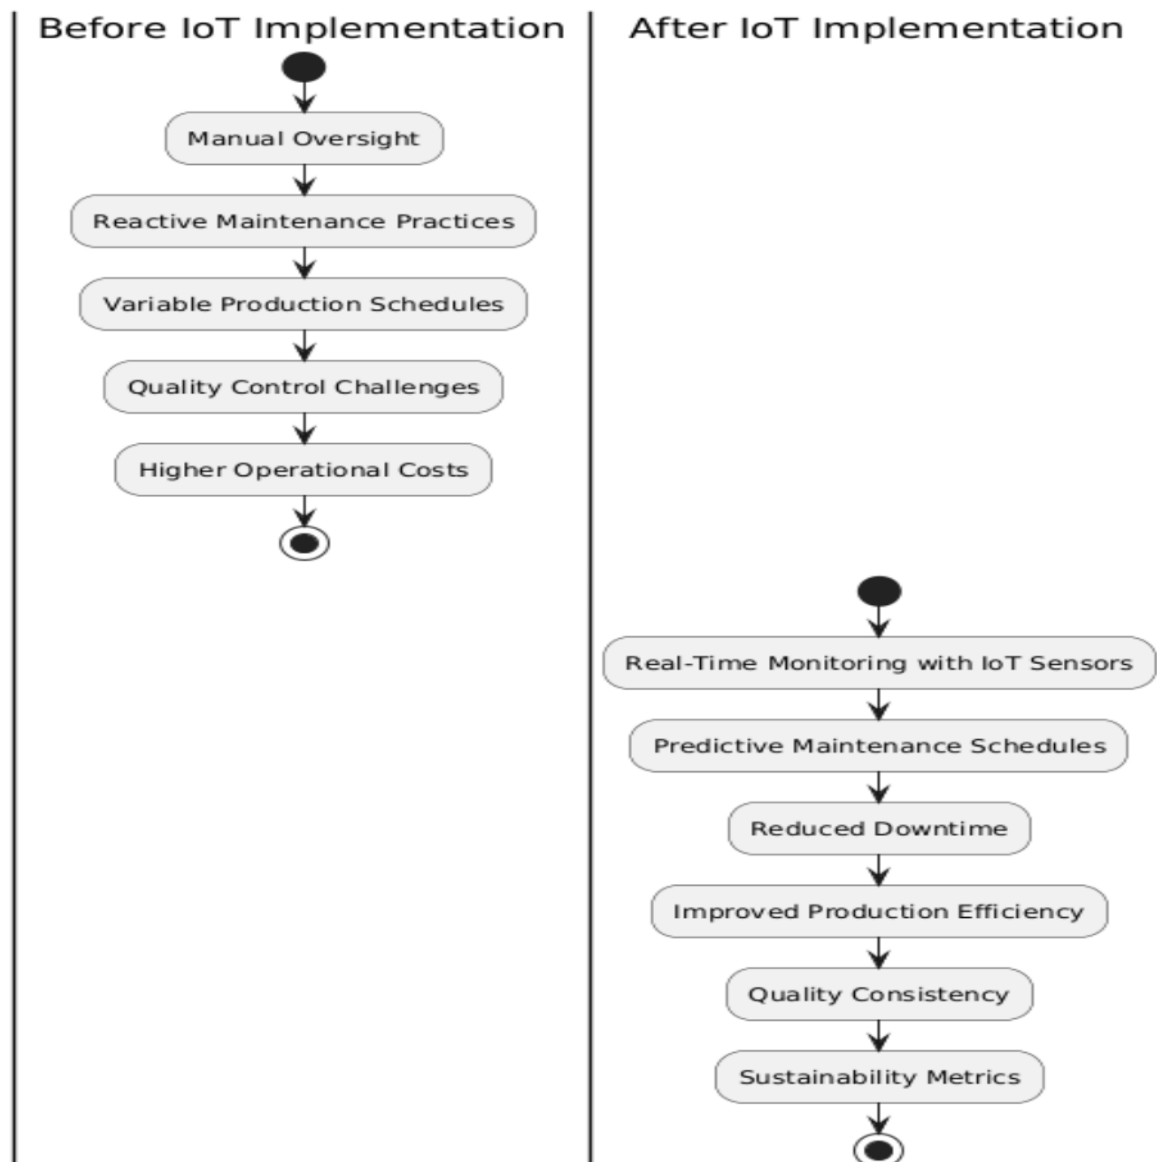 Before IoT Implementation
After IoT Implementation
Manual Oversight
Reactive Maintenance Practices
Variable Production Schedules
Quality Control Challenges
Higher Operational Costs
Real-Time Monitoring with IoT Sensors
Predictive Maintenance Schedules
Reduced Downtime
Improved Production Efficiency
Quality Consistency
Sustainability Metrics